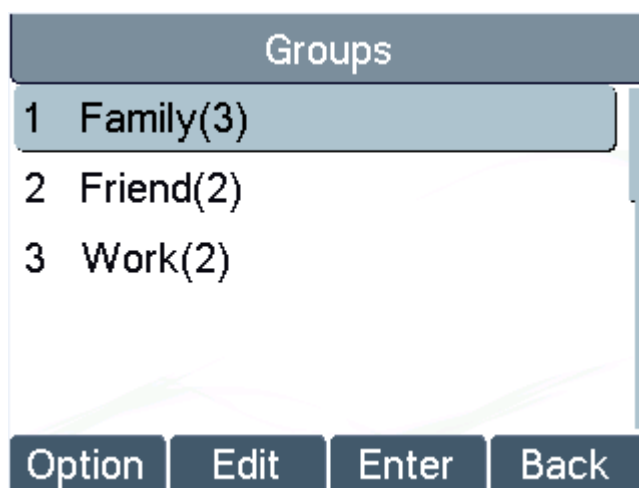 Groups
1 Family(3)
2 Friend(2)
3 Work(2)
Option Edit Enter Back